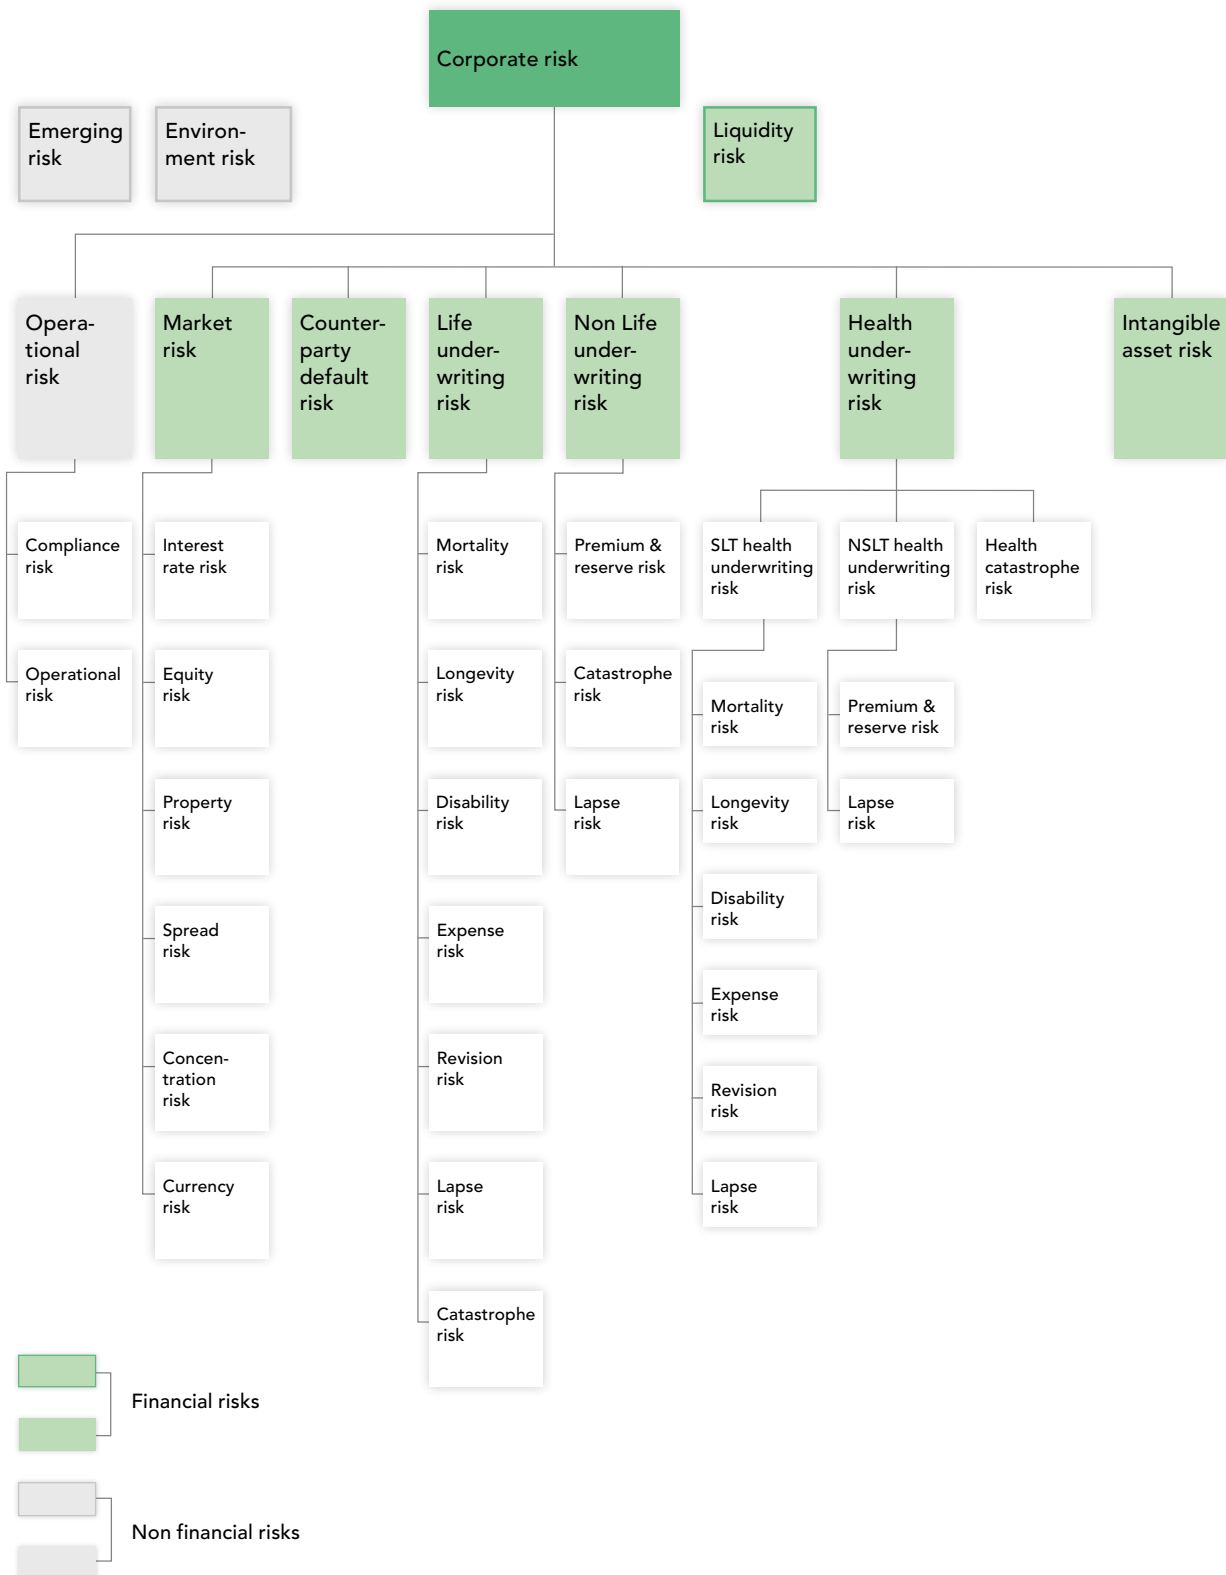 Corporate risk
Emerging
risk
Environ-
ment risk
Liquidity
risk
Opera-
tional
risk
Market
risk
Counter-
party
default
risk
Life
under-
writing
risk
Non Life
under-
writing
risk
Health
under-
writing
risk
Intangible
asset risk
Compliance
risk
Operational
risk
Interest
rate risk
Equity
risk
Property
risk
Spread
risk
Concen-
tration
risk
Currency
risk
Mortality
risk
Longevity
risk
Disability
risk
Expense
risk
Revision
risk
Lapse
risk
Catastrophe
risk
Premium &
reserve risk
Catastrophe
risk
Lapse
risk
SLT health
underwriting
risk
Mortality
risk
Longevity
risk
Disability
risk
Expense
risk
Revision
risk
Lapse
risk
NSLT health
underwriting
risk
Premium &
reserve risk
Lapse
risk
Health
catastrophe
risk
Financial risks
Non financial risks